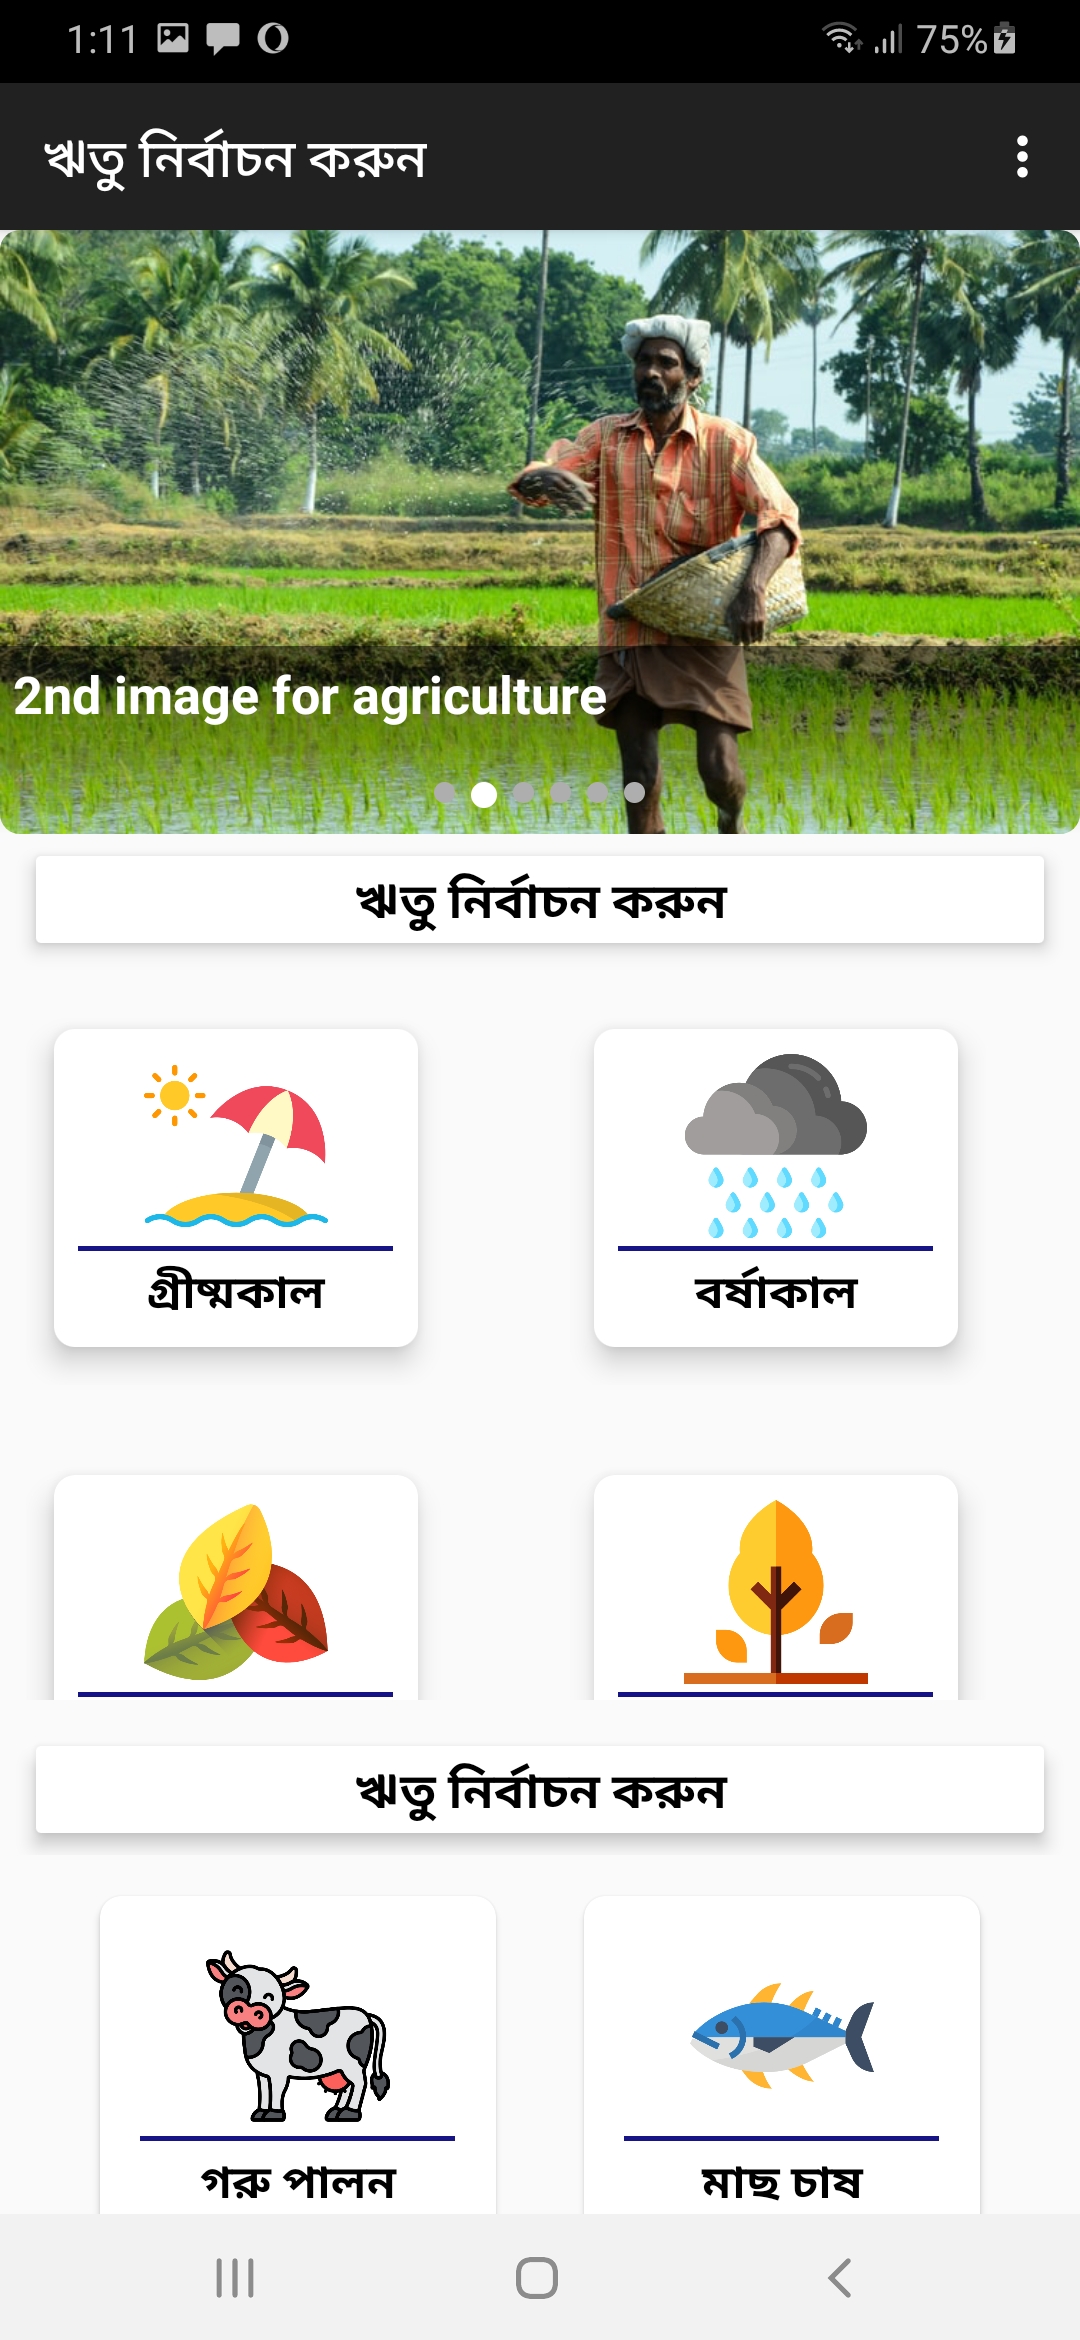 1:11 75%
ঋতু নির্বাচন করুন
2nd image for agriculture
ঋতু নির্বাচন করুন
গ্রীষ্মকাল
বর্ষাকাল
ঋতু নির্বাচন করুন
গরু পালন
মাছ চাষ